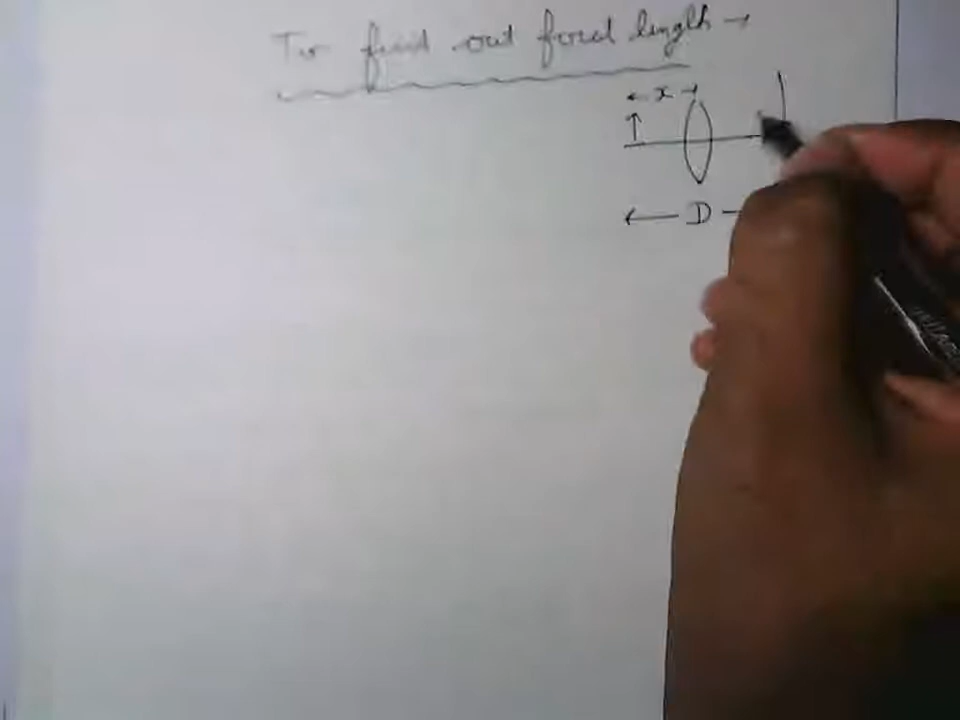 To find out focal length →
← x →
← D -